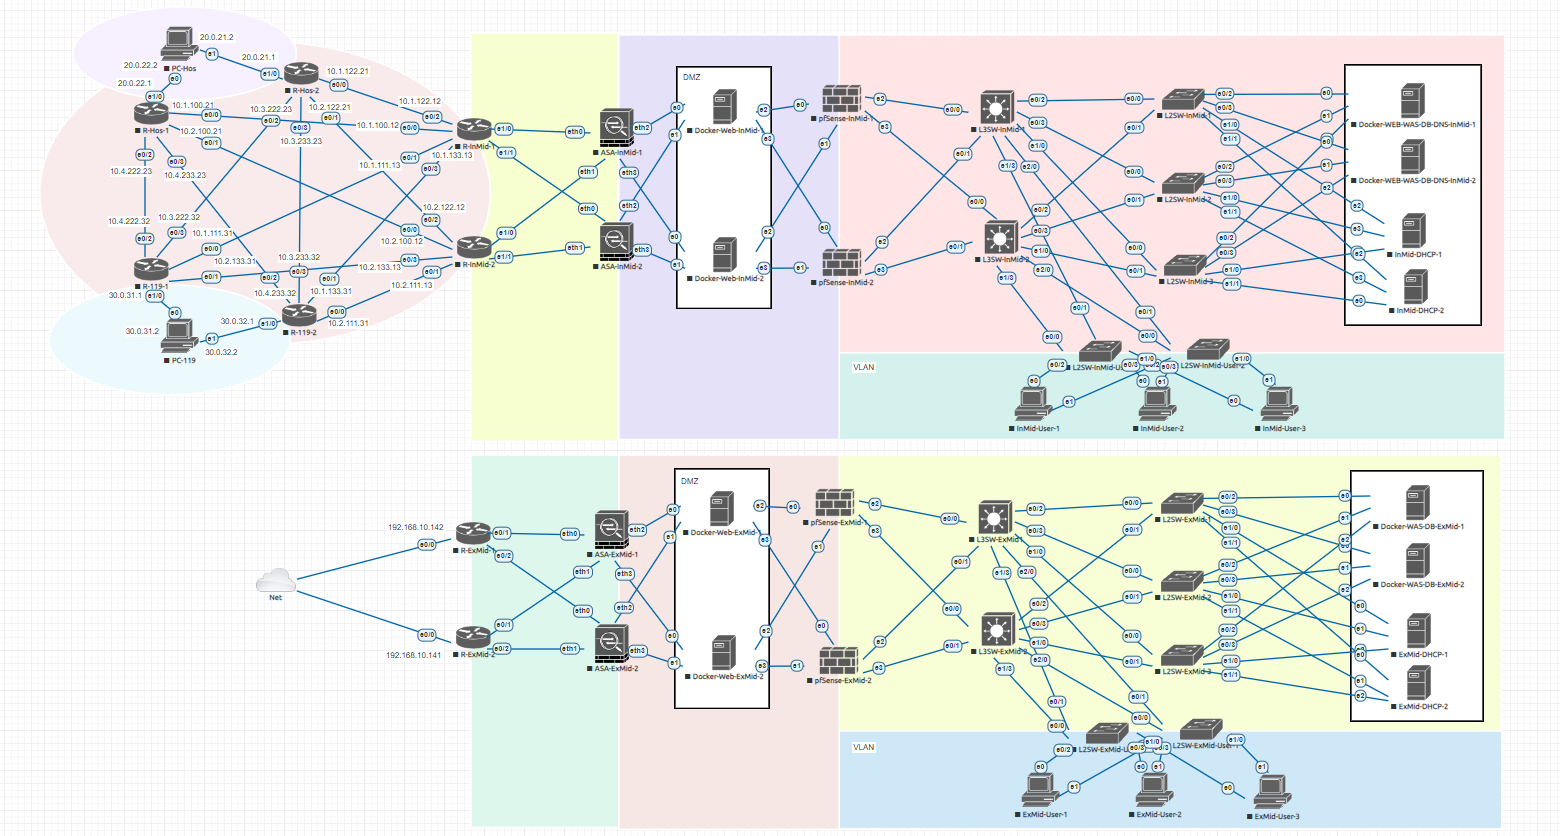 20.0.21.2
e1
PC-Hos
20.0.21.1
20.0.22.2
e0
e1/0
R-Hos-2
10.1.122.21
e0/0
20.0.22.1
e1/0
R-Hos-1
10.1.100.21
e0/0
10.3.222.23
e0/2
10.2.122.21
e0/1
10.1.122.12
e0/2
10.2.100.21
e0/1
e0/3
10.3.233.23
10.1.100.12
e0/0
R-InMid-1
e1/0
e0/2
e0/3
10.4.222.23
10.4.233.23
10.1.111.13
e0/1
10.1.133.13
e0/3
e1/1
10.4.222.32
10.3.222.32
e0/2
e0/3
10.1.111.31
e0/0
10.2.122.12
e0/2
10.2.100.12
e0/0
R-InMid-2
e1/0
e1/1
R-119-1
10.2.133.31
e0/1
10.3.233.32
e0/3
10.2.133.13
e0/3
e0/2
10.4.233.32
10.1.133.31
e0/1
e0/1
10.2.111.13
30.0.31.1
e1/0
e0
30.0.31.2
e1
PC-119
30.0.32.1
30.0.32.2
e1/0
R-119-2
e0/0
10.2.111.31
eth0
ASA-InMid-1
eth2
eth1
eth3
eth0
eth2
eth1
ASA-InMid-2
eth3
DMZ
e0
Docker-Web-InMid-1
e2
e1
e3
e0
e2
e1
Docker-Web-InMid-2
e3
e0
pfSense-InMid-1
e2
e1
e3
e0
e2
e1
pfSense-InMid-2
e3
e0/0
L3SW-InMid-1
e0/2
e0/3
e0/1
e1/0
e1/3
e2/0
e0/0
e0/2
e0/3
e0/1
L3SW-InMid-2
e1/0
e2/0
e1/3
e0/0
L2SW-InMid-1
e0/2
e0/3
e0/1
e1/0
e1/1
e0/0
e0/2
e0/3
e0/1
L2SW-InMid-2
e1/0
e1/1
e0/0
e0/2
e0/3
e0/1
L2SW-InMid-3
e1/0
e1/1
e0
e1
Docker-WEB-WAS-DB-DNS-InMid-1
e0
e1
e2
Docker-WEB-WAS-DB-DNS-InMid-2
e2
e3
e2
InMid-DHCP-1
e3
e0
InMid-DHCP-2
e0/1
e0/1
e0/0
e0/0
VLAN
e0/2
e0/3
e1/0
e0/3
e1/0
e0
e1
InMid-User-1
e0
e1
InMid-User-2
e0
e1
InMid-User-3
192.168.10.142
e0/0
R-ExMid-1
e0/1
e0/2
Net
e0/0
192.168.10.141
R-ExMid-2
e0/1
e0/2
eth0
ASA-ExMid-1
eth2
eth1
eth3
eth0
eth2
eth1
ASA-ExMid-2
eth3
DMZ
e0
Docker-Web-ExMid-1
e2
e1
e3
e0
e2
e1
Docker-Web-ExMid-2
e3
e0
pfSense-ExMid-1
e2
e3
e1
e0
e2
e1
pfSense-ExMid-2
e3
e0/0
L3SW-ExMid-1
e0/2
e0/3
e0/1
e1/0
e1/3
e2/0
e0/0
e0/2
e0/3
e0/1
L3SW-ExMid-2
e1/0
e2/0
e1/3
e0/0
L2SW-ExMid-1
e0/2
e0/3
e0/1
e1/0
e1/1
e0/0
e0/2
e0/3
e0/1
L2SW-ExMid-2
e1/0
e1/1
e0/0
e0/2
e0/3
e0/1
L2SW-ExMid-3
e1/0
e1/1
e0
e1
Docker-WAS-DB-ExMid-1
e2
e1
e2
Docker-WAS-DB-ExMid-2
e0
e1
ExMid-DHCP-1
e0
e1
e2
ExMid-DHCP-2
e0/1
e0/1
e0/0
e0/0
VLAN
e0/2
e0/3
e1/0
e0/3
e1/0
e0
e1
ExMid-User-1
e0
e1
ExMid-User-2
e0
e1
ExMid-User-3